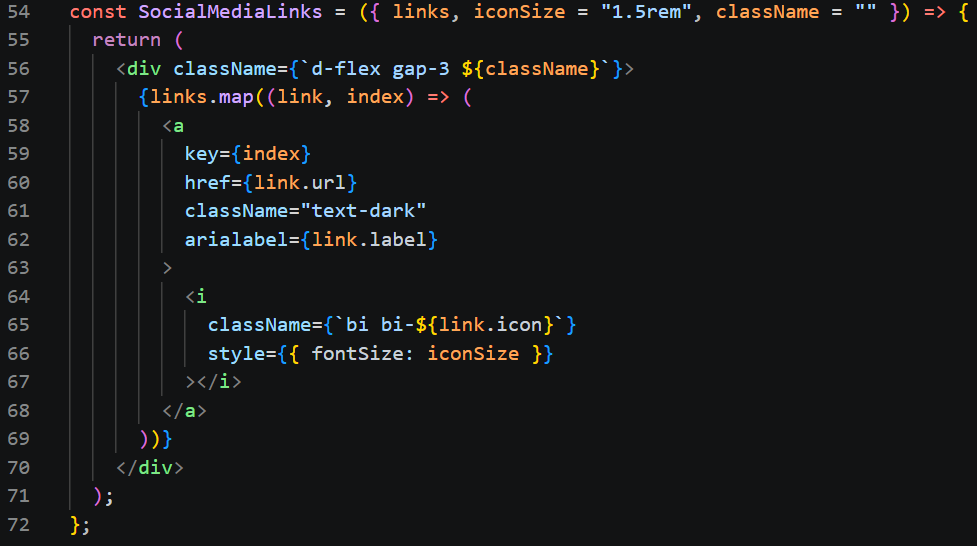 54 const SocialMediaLinks = ({ links, iconSize = "1.5rem", className = "" }) => {
55   return (
56     <div className={`d-flex gap-3 ${className}`}>
57       {links.map((link, index) => (
58         <a
59           key={index}
60           href={link.url}
61           className="text-dark"
62           arialabel={link.label}
63         >
64           <i
65             className={`bi bi-${link.icon}`}
66             style={{ fontSize: iconSize }}
67           ></i>
68         </a>
69       ))}
70     </div>
71   );
72 };